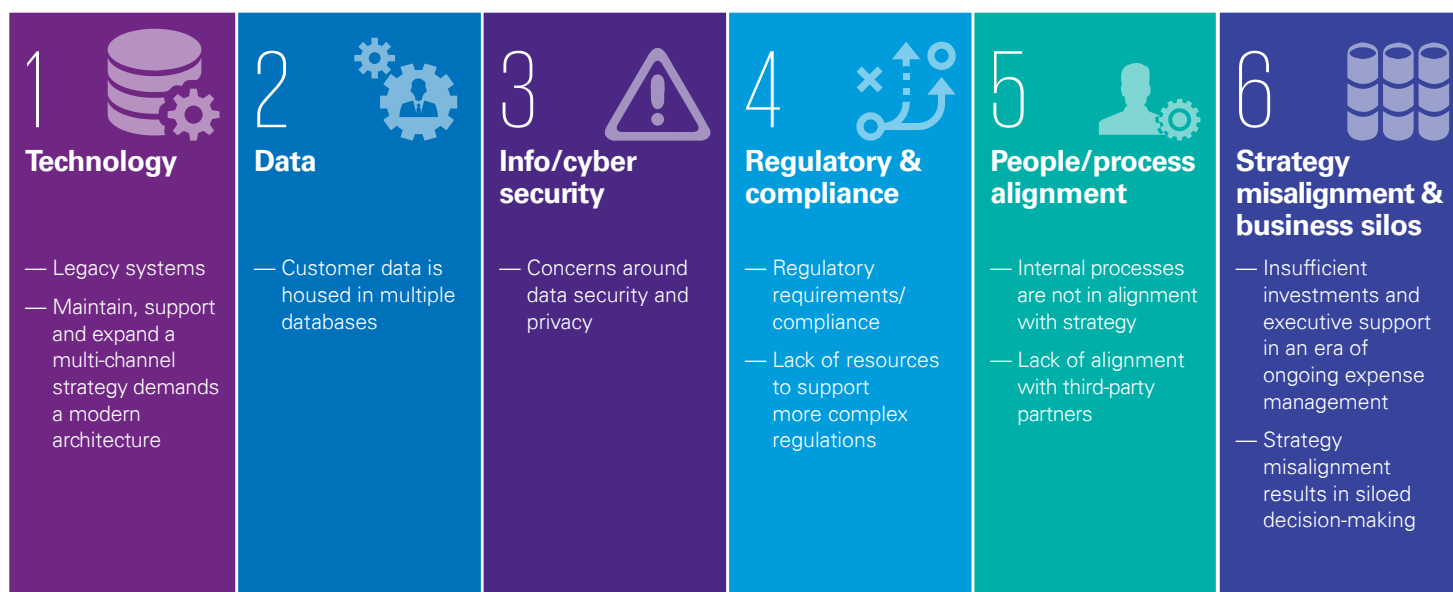 1
Technology
— Legacy systems
— Maintain, support
and expand a
multi-channel
strategy demands
a modern
architecture
2
Data
— Customer data is
housed in multiple
databases
3
Info/cyber
security
— Concerns around
data security and
privacy
4
Regulatory &
compliance
— Regulatory
requirements/
compliance
— Lack of resources
to support
more complex
regulations
5
People/process
alignment
— Internal processes
are not in alignment
with strategy
— Lack of alignment
with third-party
partners
6
Strategy
misalignment &
business silos
— Insufficient
investments and
executive support
in an era of
ongoing expense
management
— Strategy
misalignment
results in siloed
decision-making